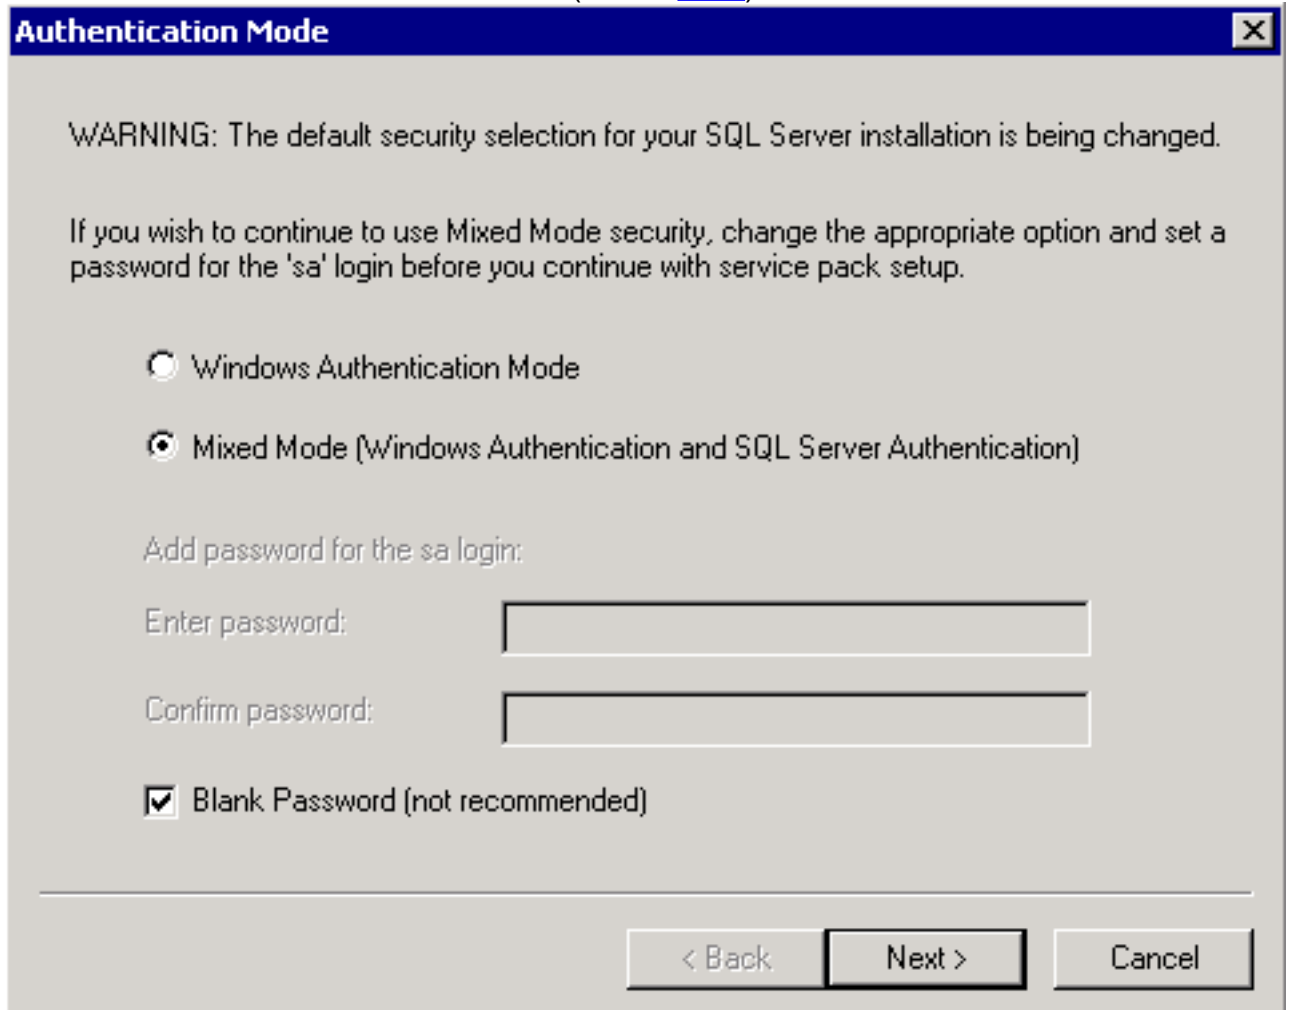 Authentication Mode
WARNING: The default security selection for your SQL Server installation is being changed.
If you wish to continue to use Mixed Mode security, change the appropriate option and set a
password for the 'sa' login before you continue with service pack setup.
Windows Authentication Mode
Mixed Mode (Windows Authentication and SQL Server Authentication)
Add password for the sa login:
Enter password:
Confirm password:
Blank Password (not recommended)
< Back
Next >
Cancel